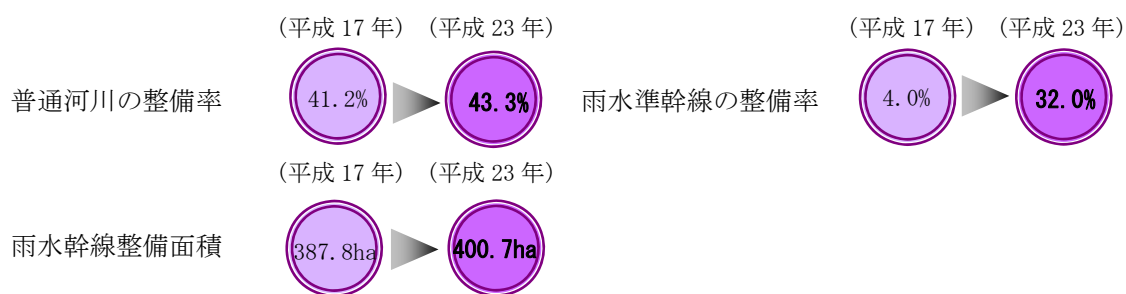 (平成 17 年) (平成 23 年)
普通河川の整備率 41.2% 43.3%
(平成 17 年) (平成 23 年)
雨水準幹線の整備率 4.0% 32.0%
(平成 17 年) (平成 23 年)
雨水幹線整備面積 387.8ha 400.7ha